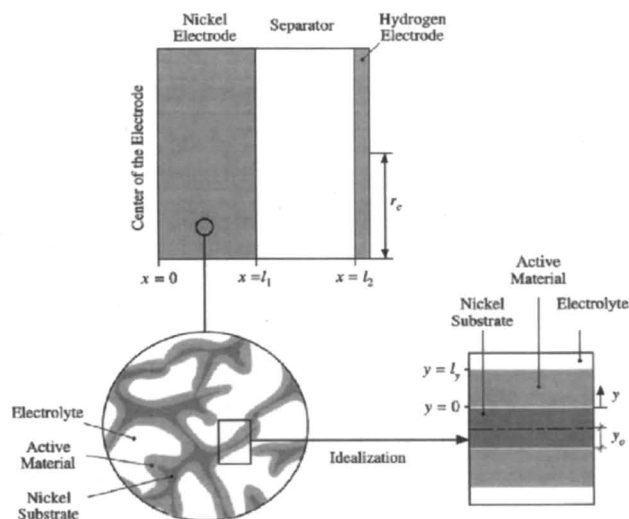 Nickel
Electrode
Separator
Hydrogen
Electrode
Center of the Electrode
r_c
x = 0
x = l_1
x = l_2
Active
Material
Nickel
Substrate
Electrolyte
y = l_y
y
y = 0
y_o
Electrolyte
Active
Material
Nickel
Substrate
Idealization